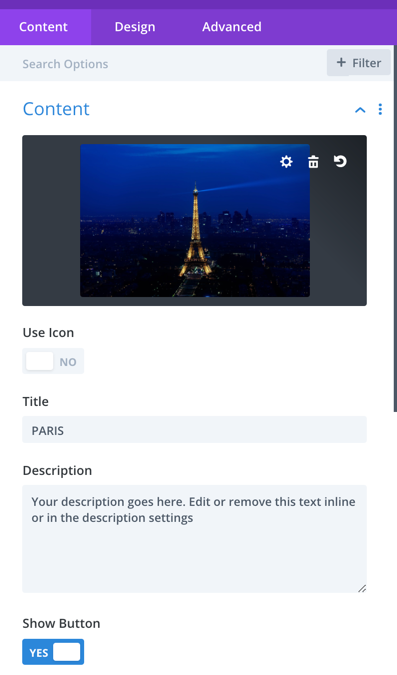 Content Design Advanced
Search Options + Filter
Content
Use Icon
NO
Title
PARIS
Description
Your description goes here. Edit or remove this text inline
or in the description settings
Show Button
YES